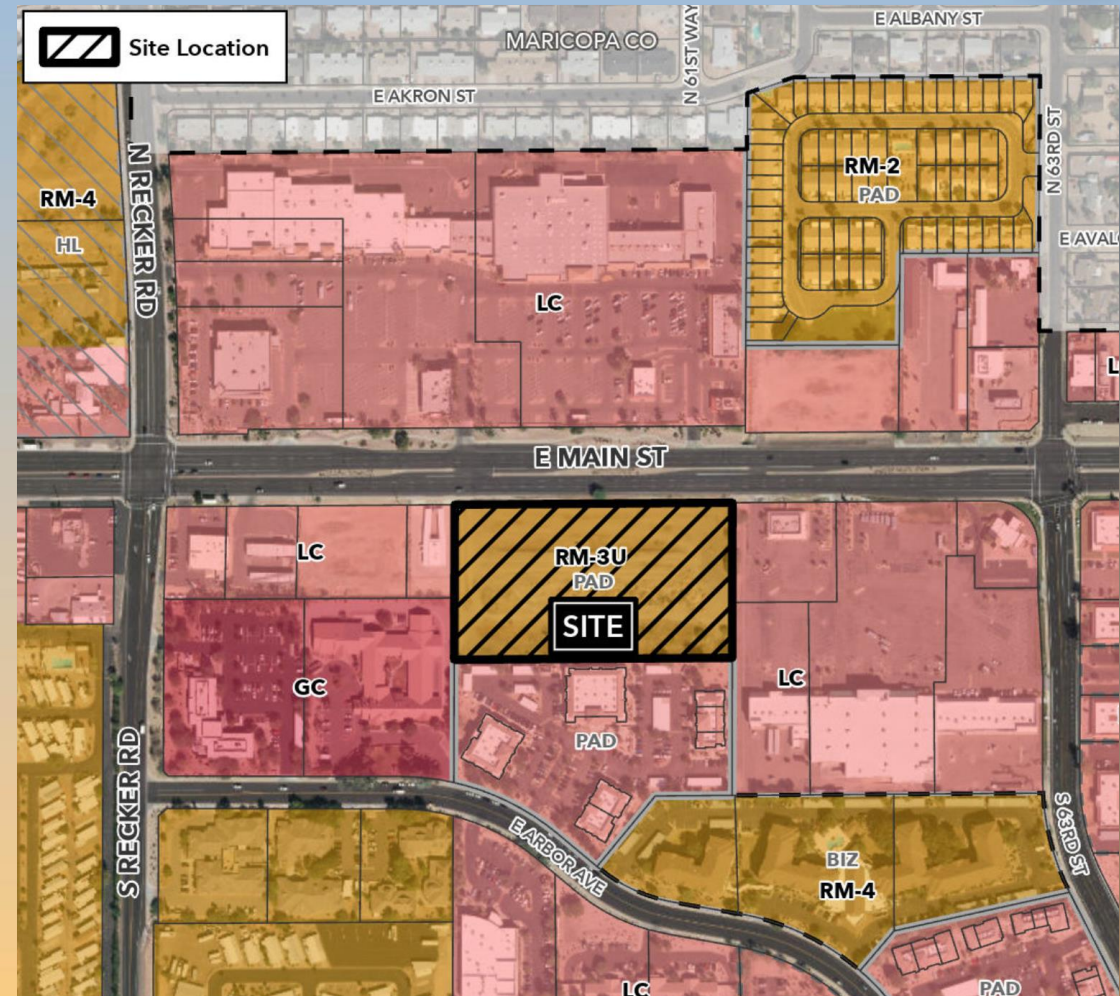 Site Location
E ALBANY ST
MARICOPA CO
N 61ST WAY
E AKRON ST
N 63RD ST
N RECKER RD
RM-4
HL
RM-2
PAD
E AVAL
LC
L
E MAIN ST
LC
RM-3U
PAD
SITE
GC
LC
PAD
S RECKER RD
E ARBOR AVE
BIZ
RM-4
S 63RD ST
LC
PAD